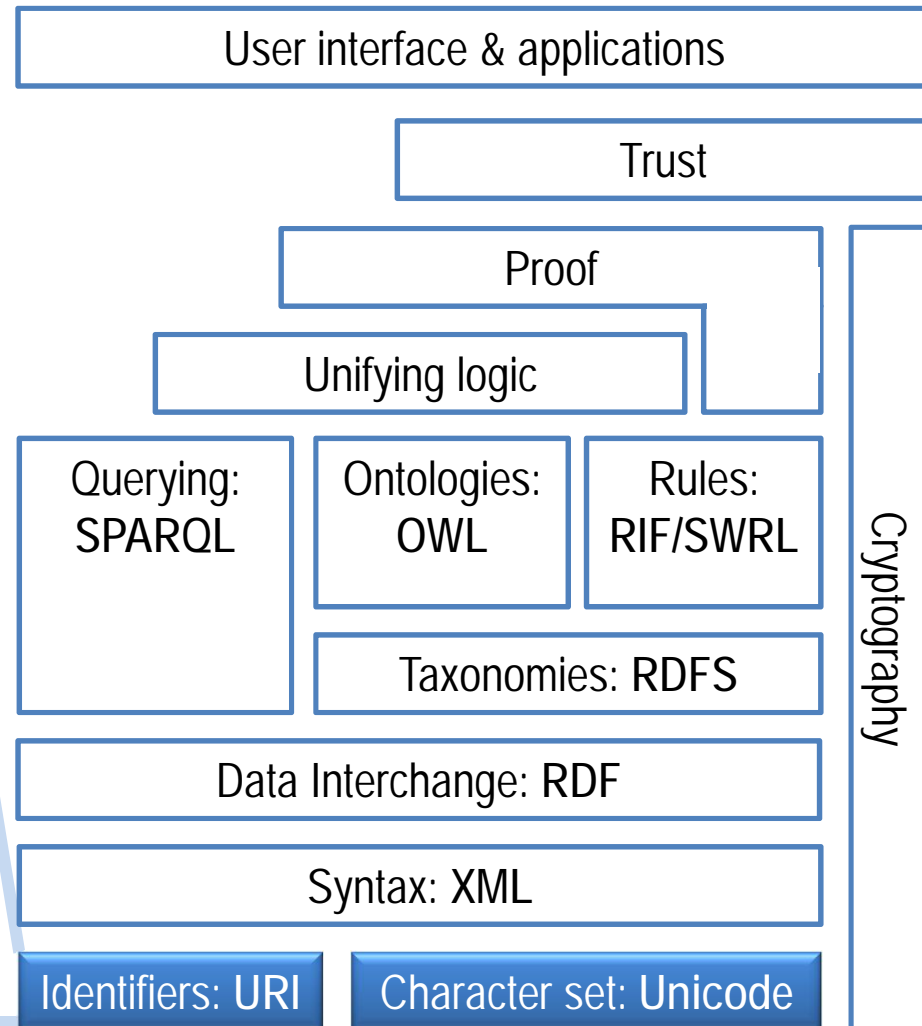 User interface & applications
Trust
Proof
Unifying logic
Querying:
SPARQL
Ontologies:
OWL
Rules:
RIF/SWRL
Cryptography
Taxonomies: RDFS
Data Interchange: RDF
Syntax: XML
Identifiers: URI
Character set: Unicode